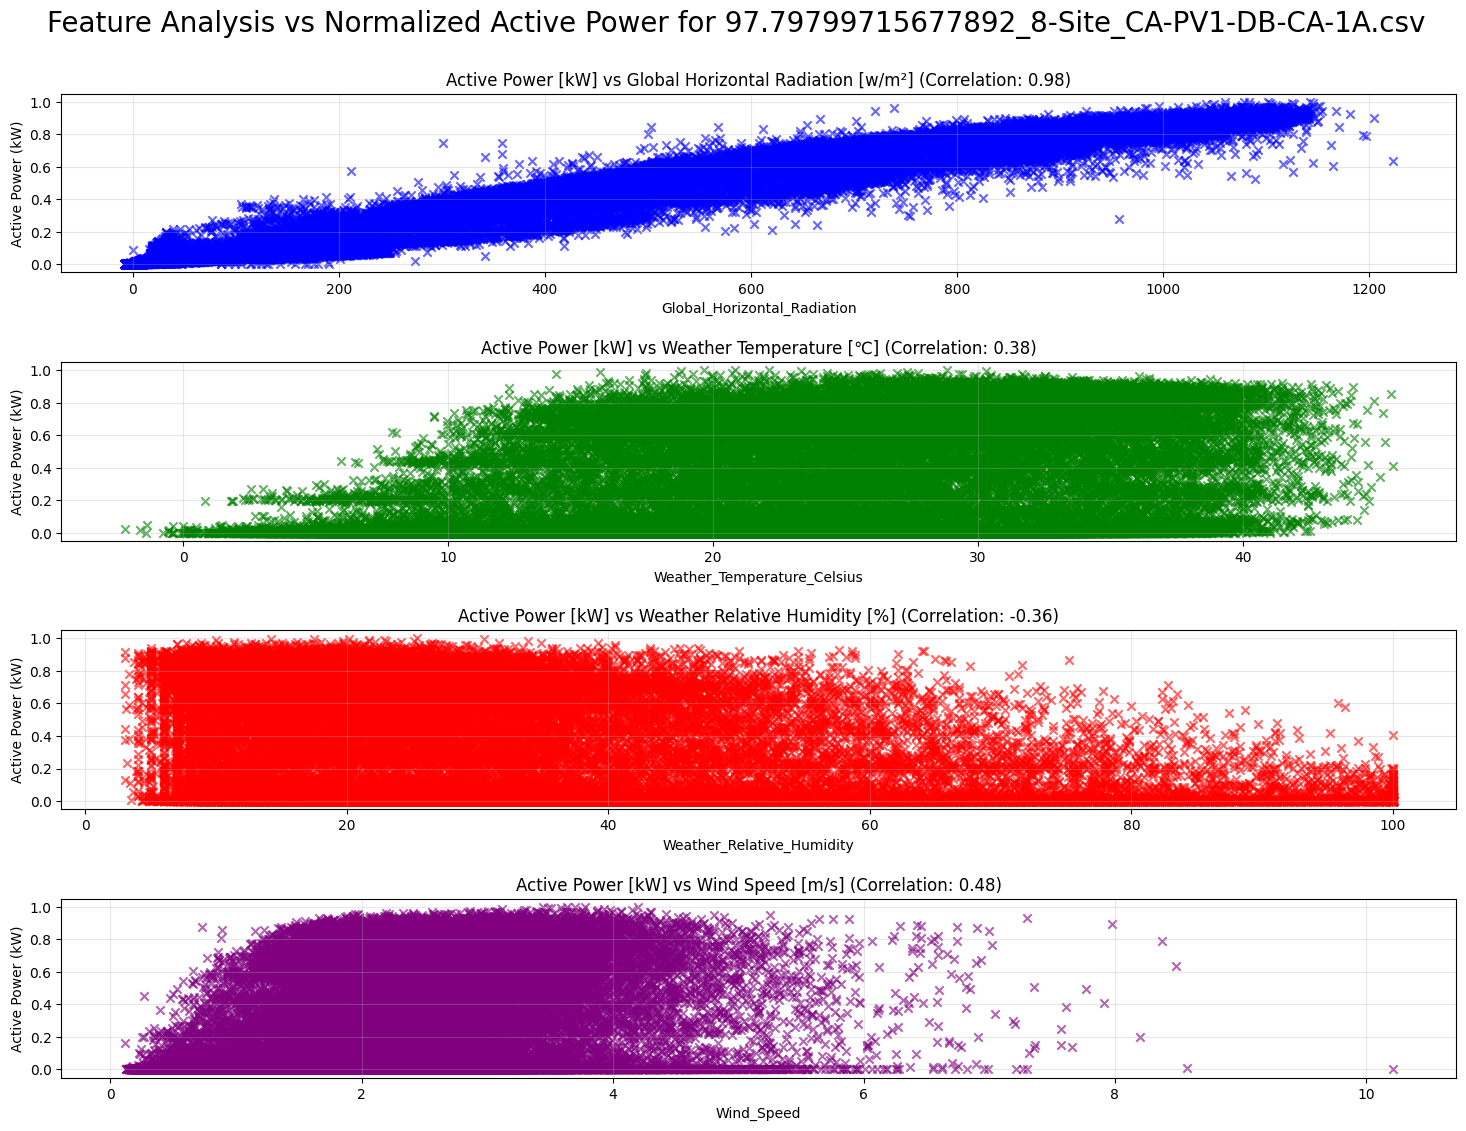 Feature Analysis vs Normalized Active Power for 97.79799715677892_8-Site_CA-PV1-DB-CA-1A.csv
Active Power [kW] vs Global Horizontal Radiation [w/m²] (Correlation: 0.98)
Active Power (kW)
1.0
0.8
0.6
0.4
0.2
0.0
0 200 400 600 800 1000 1200
Global_Horizontal_Radiation
Active Power [kW] vs Weather Temperature [℃] (Correlation: 0.38)
Active Power (kW)
1.0
0.8
0.6
0.4
0.2
0.0
0 10 20 30 40
Weather_Temperature_Celsius
Active Power [kW] vs Weather Relative Humidity [%] (Correlation: -0.36)
Active Power (kW)
1.0
0.8
0.6
0.4
0.2
0.0
0 20 40 60 80 100
Weather_Relative_Humidity
Active Power [kW] vs Wind Speed [m/s] (Correlation: 0.48)
Active Power (kW)
1.0
0.8
0.6
0.4
0.2
0.0
0 2 4 6 8 10
Wind_Speed